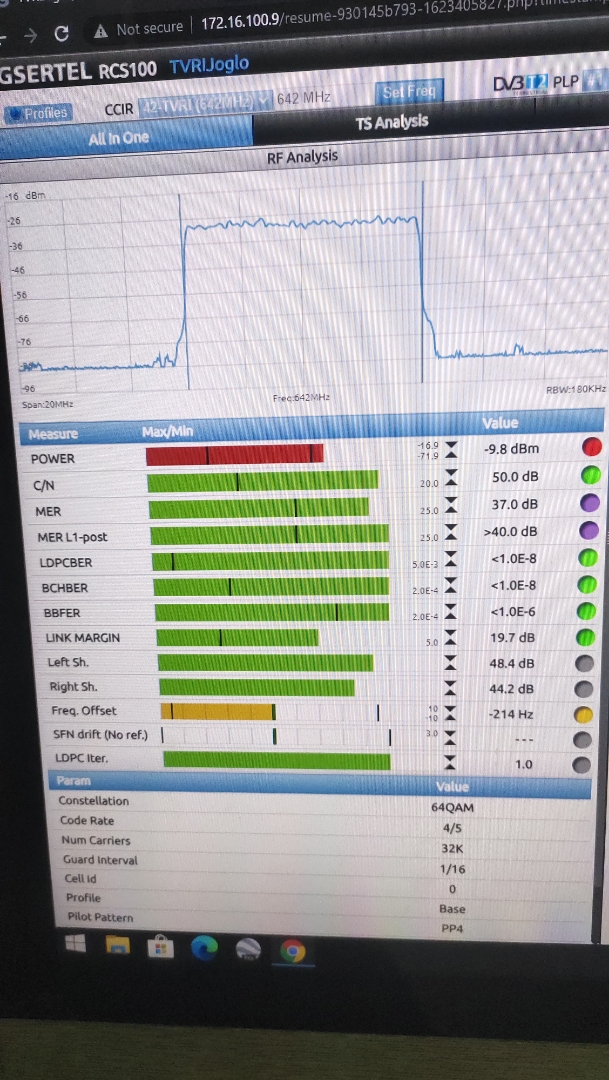 Not secure | 172.16.100.9/resume-930145b793-1623405827.php?timestamp
GSERTEL RCS100 TVRIJoglo
Profiles CCIR 42-TVRI (642MHz) 642 MHz Set Freq DVB T2 PLP #1
All In One TS Analysis
RF Analysis
-16 dBm
-26
-36
-46
-56
-66
-76
-96
Span:20MHz Freq:642MHz RBW:180KHz
Measure Max/Min Value
POWER -16.9 -71.9 -9.8 dBm
C/N 20.0 50.0 dB
MER 25.0 37.0 dB
MER L1-post 25.0 >40.0 dB
LDPCBER 5.0E-3 <1.0E-8
BCHBER 2.0E-4 <1.0E-8
BBFER 2.0E-4 <1.0E-6
LINK MARGIN 5.0 19.7 dB
Left Sh. 48.4 dB
Right Sh. 44.2 dB
Freq. Offset 10 -10 -214 Hz
SFN drift (No ref.) 3.0 ---
LDPC Iter. 1.0
Param Value
Constellation 64QAM
Code Rate 4/5
Num Carriers 32K
Guard Interval 1/16
Cell Id 0
Profile Base
Pilot Pattern PP4